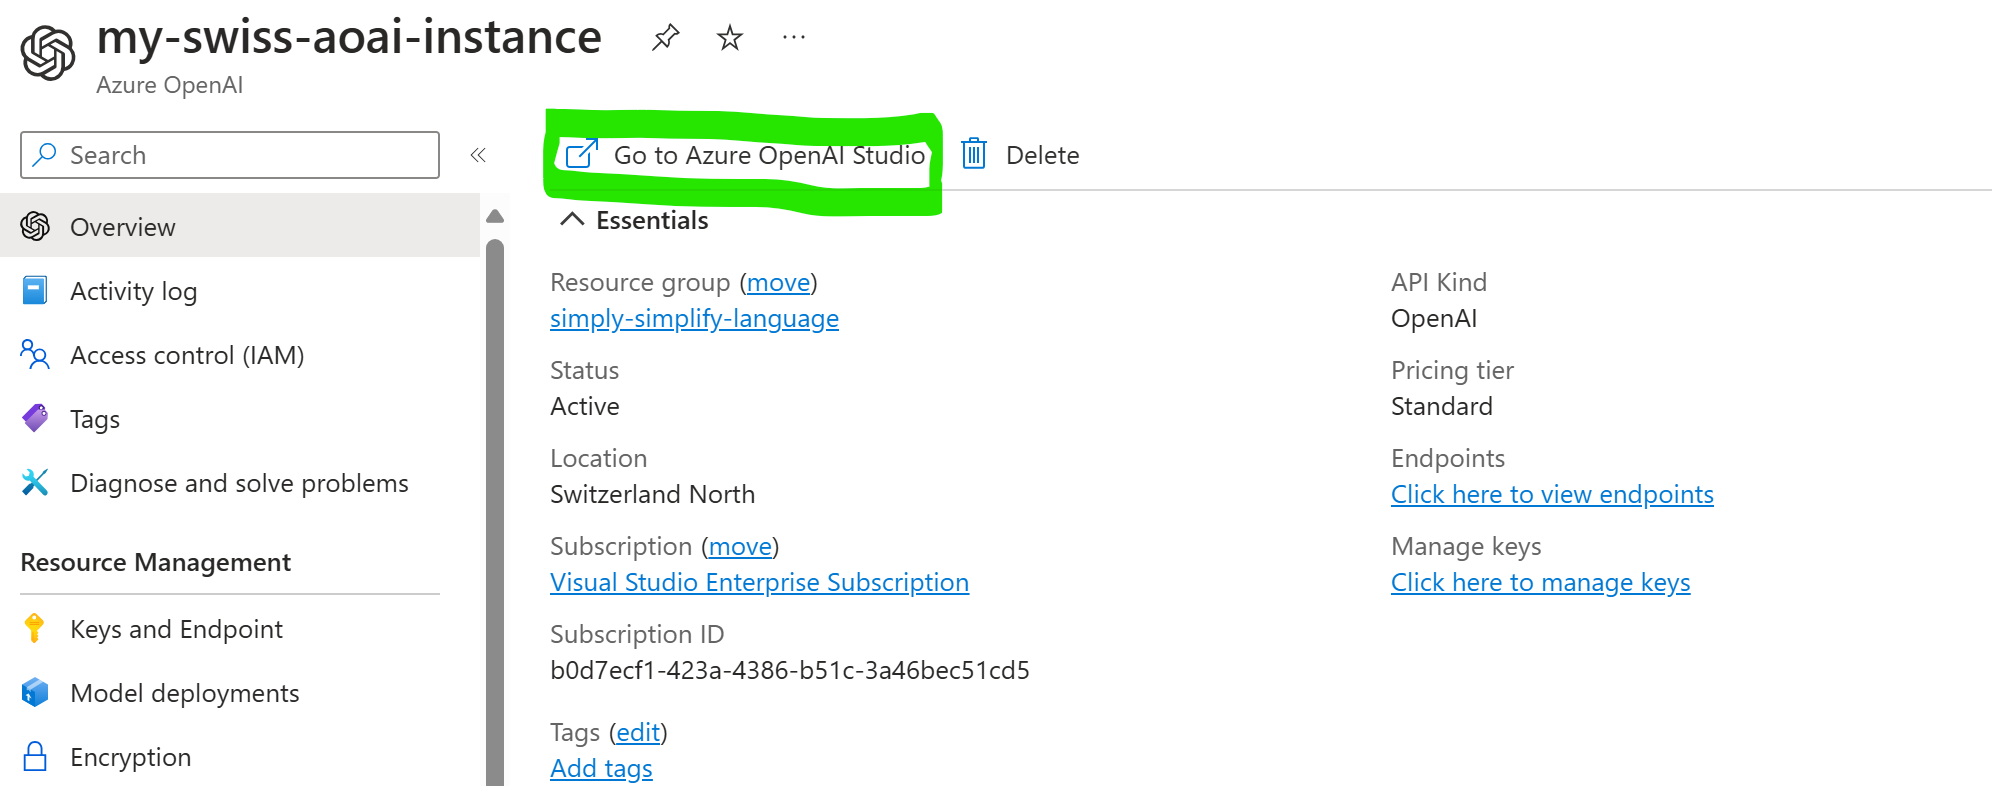 my-swiss-aoai-instance
Azure OpenAI
Search
Overview
Activity log
Access control (IAM)
Tags
Diagnose and solve problems
Resource Management
Keys and Endpoint
Model deployments
Encryption
Go to Azure OpenAI Studio
Delete
Essentials
Resource group (move)
simply-simplify-language
Status
Active
Location
Switzerland North
Subscription (move)
Visual Studio Enterprise Subscription
Subscription ID
b0d7ecf1-423a-4386-b51c-3a46bec51cd5
Tags (edit)
Add tags
API Kind
OpenAI
Pricing tier
Standard
Endpoints
Click here to view endpoints
Manage keys
Click here to manage keys